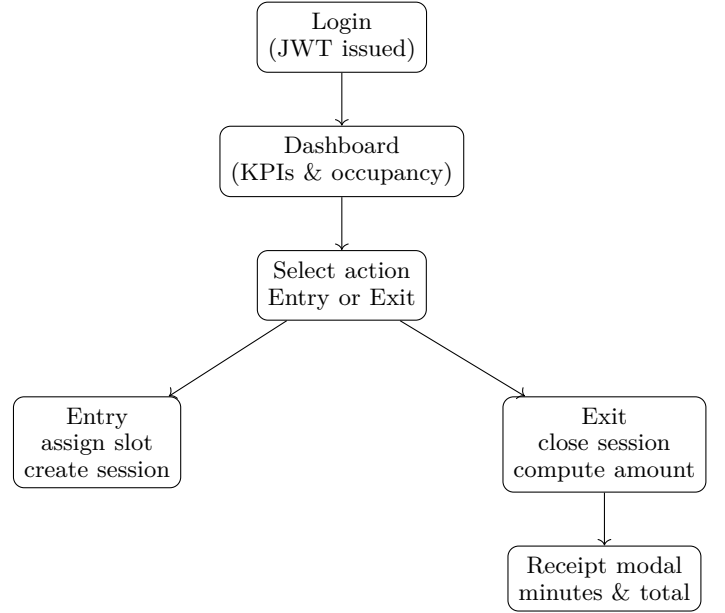 Login
(JWT issued)
Dashboard
(KPIs & occupancy)
Select action
Entry or Exit
Entry
assign slot
create session
Exit
close session
compute amount
Receipt modal
minutes & total